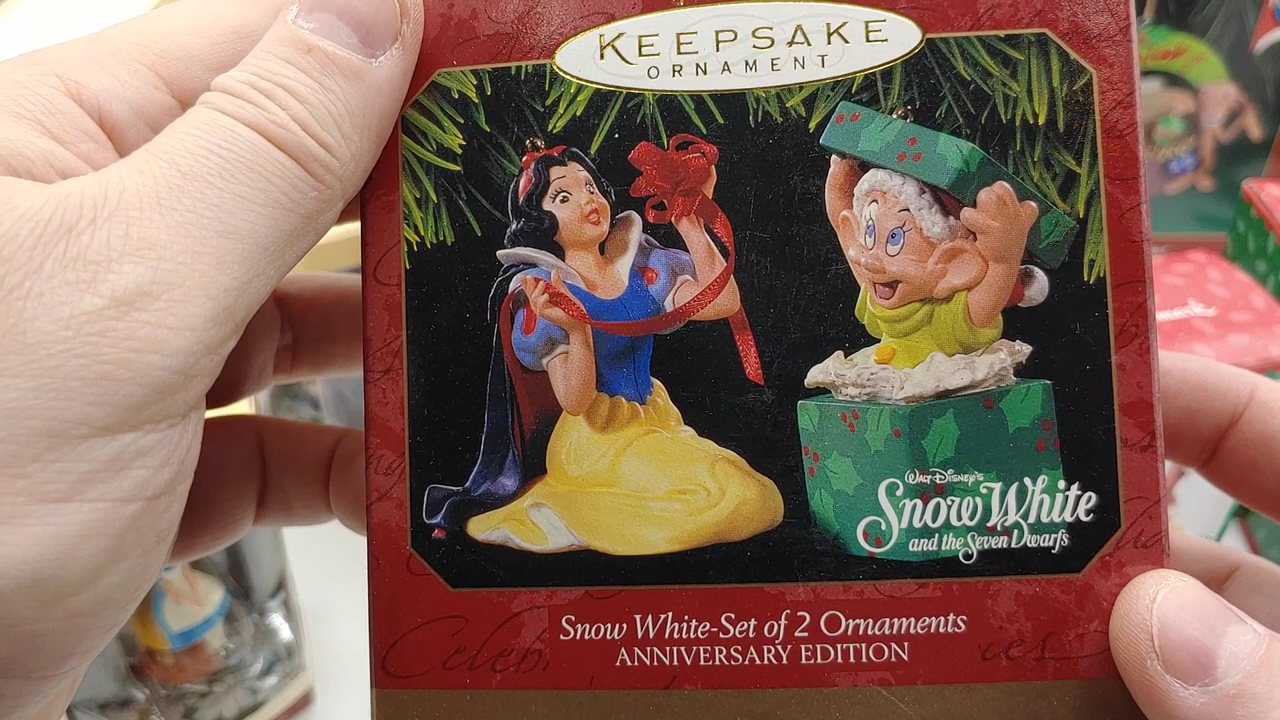 KEEPSAKE
ORNAMENT
WALT DISNEY'S
Snow White
and the Seven Dwarfs
Snow White-Set of 2 Ornaments
ANNIVERSARY EDITION